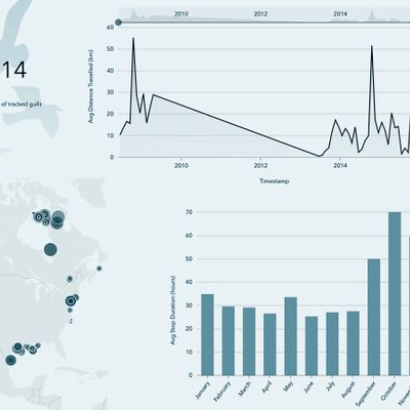 14
of tracked gulls
2010 2012 2014
Avg Distance Travelled (km)
60
50
40
30
20
10
0
2010 2012 2014
Timestamp
2
Avg Stop Duration (hours)
70
60
50
40
30
20
10
0
January February March April May June July August September October